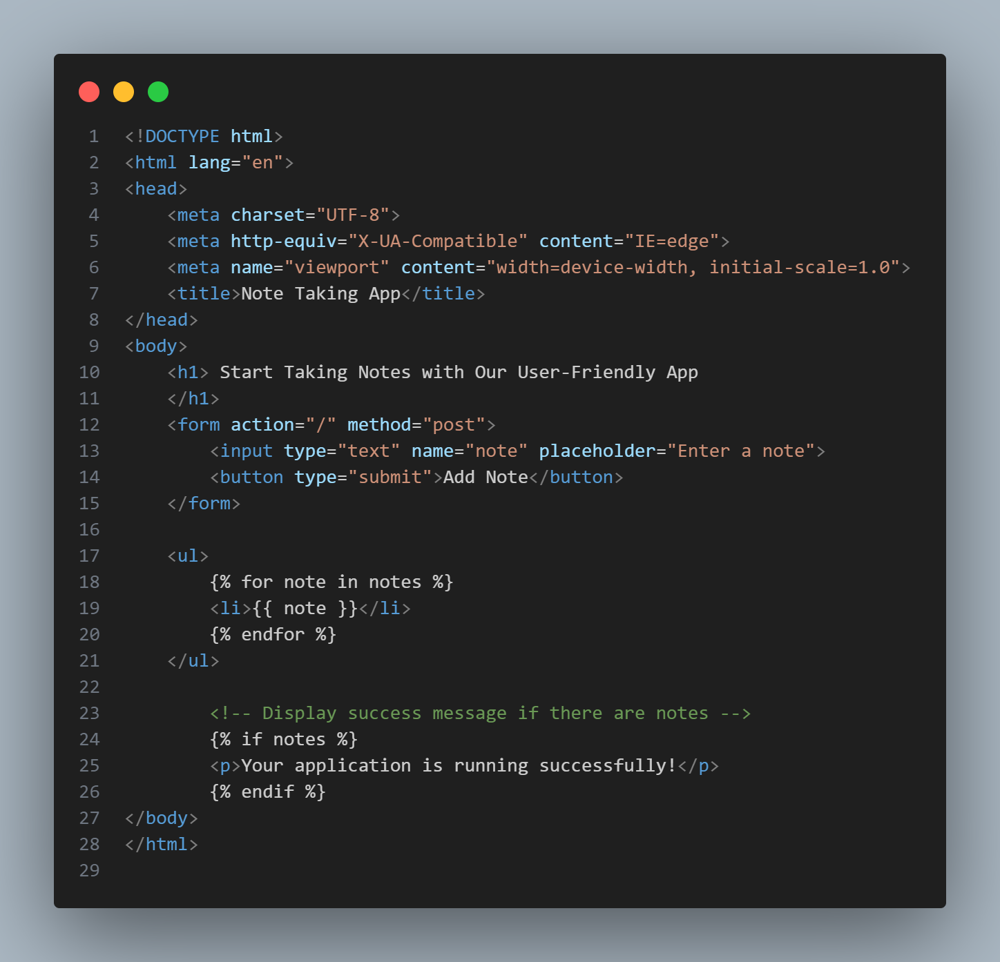 1 <!DOCTYPE html>
2 <html lang="en">
3 <head>
4     <meta charset="UTF-8">
5     <meta http-equiv="X-UA-Compatible" content="IE=edge">
6     <meta name="viewport" content="width=device-width, initial-scale=1.0">
7     <title>Note Taking App</title>
8 </head>
9 <body>
10     <h1> Start Taking Notes with Our User-Friendly App
11     </h1>
12     <form action="/" method="post">
13         <input type="text" name="note" placeholder="Enter a note">
14         <button type="submit">Add Note</button>
15     </form>
16
17     <ul>
18         {% for note in notes %}
19         <li>{{ note }}</li>
20         {% endfor %}
21     </ul>
22
23         <!-- Display success message if there are notes -->
24         {% if notes %}
25         <p>Your application is running successfully!</p>
26         {% endif %}
27 </body>
28 </html>
29